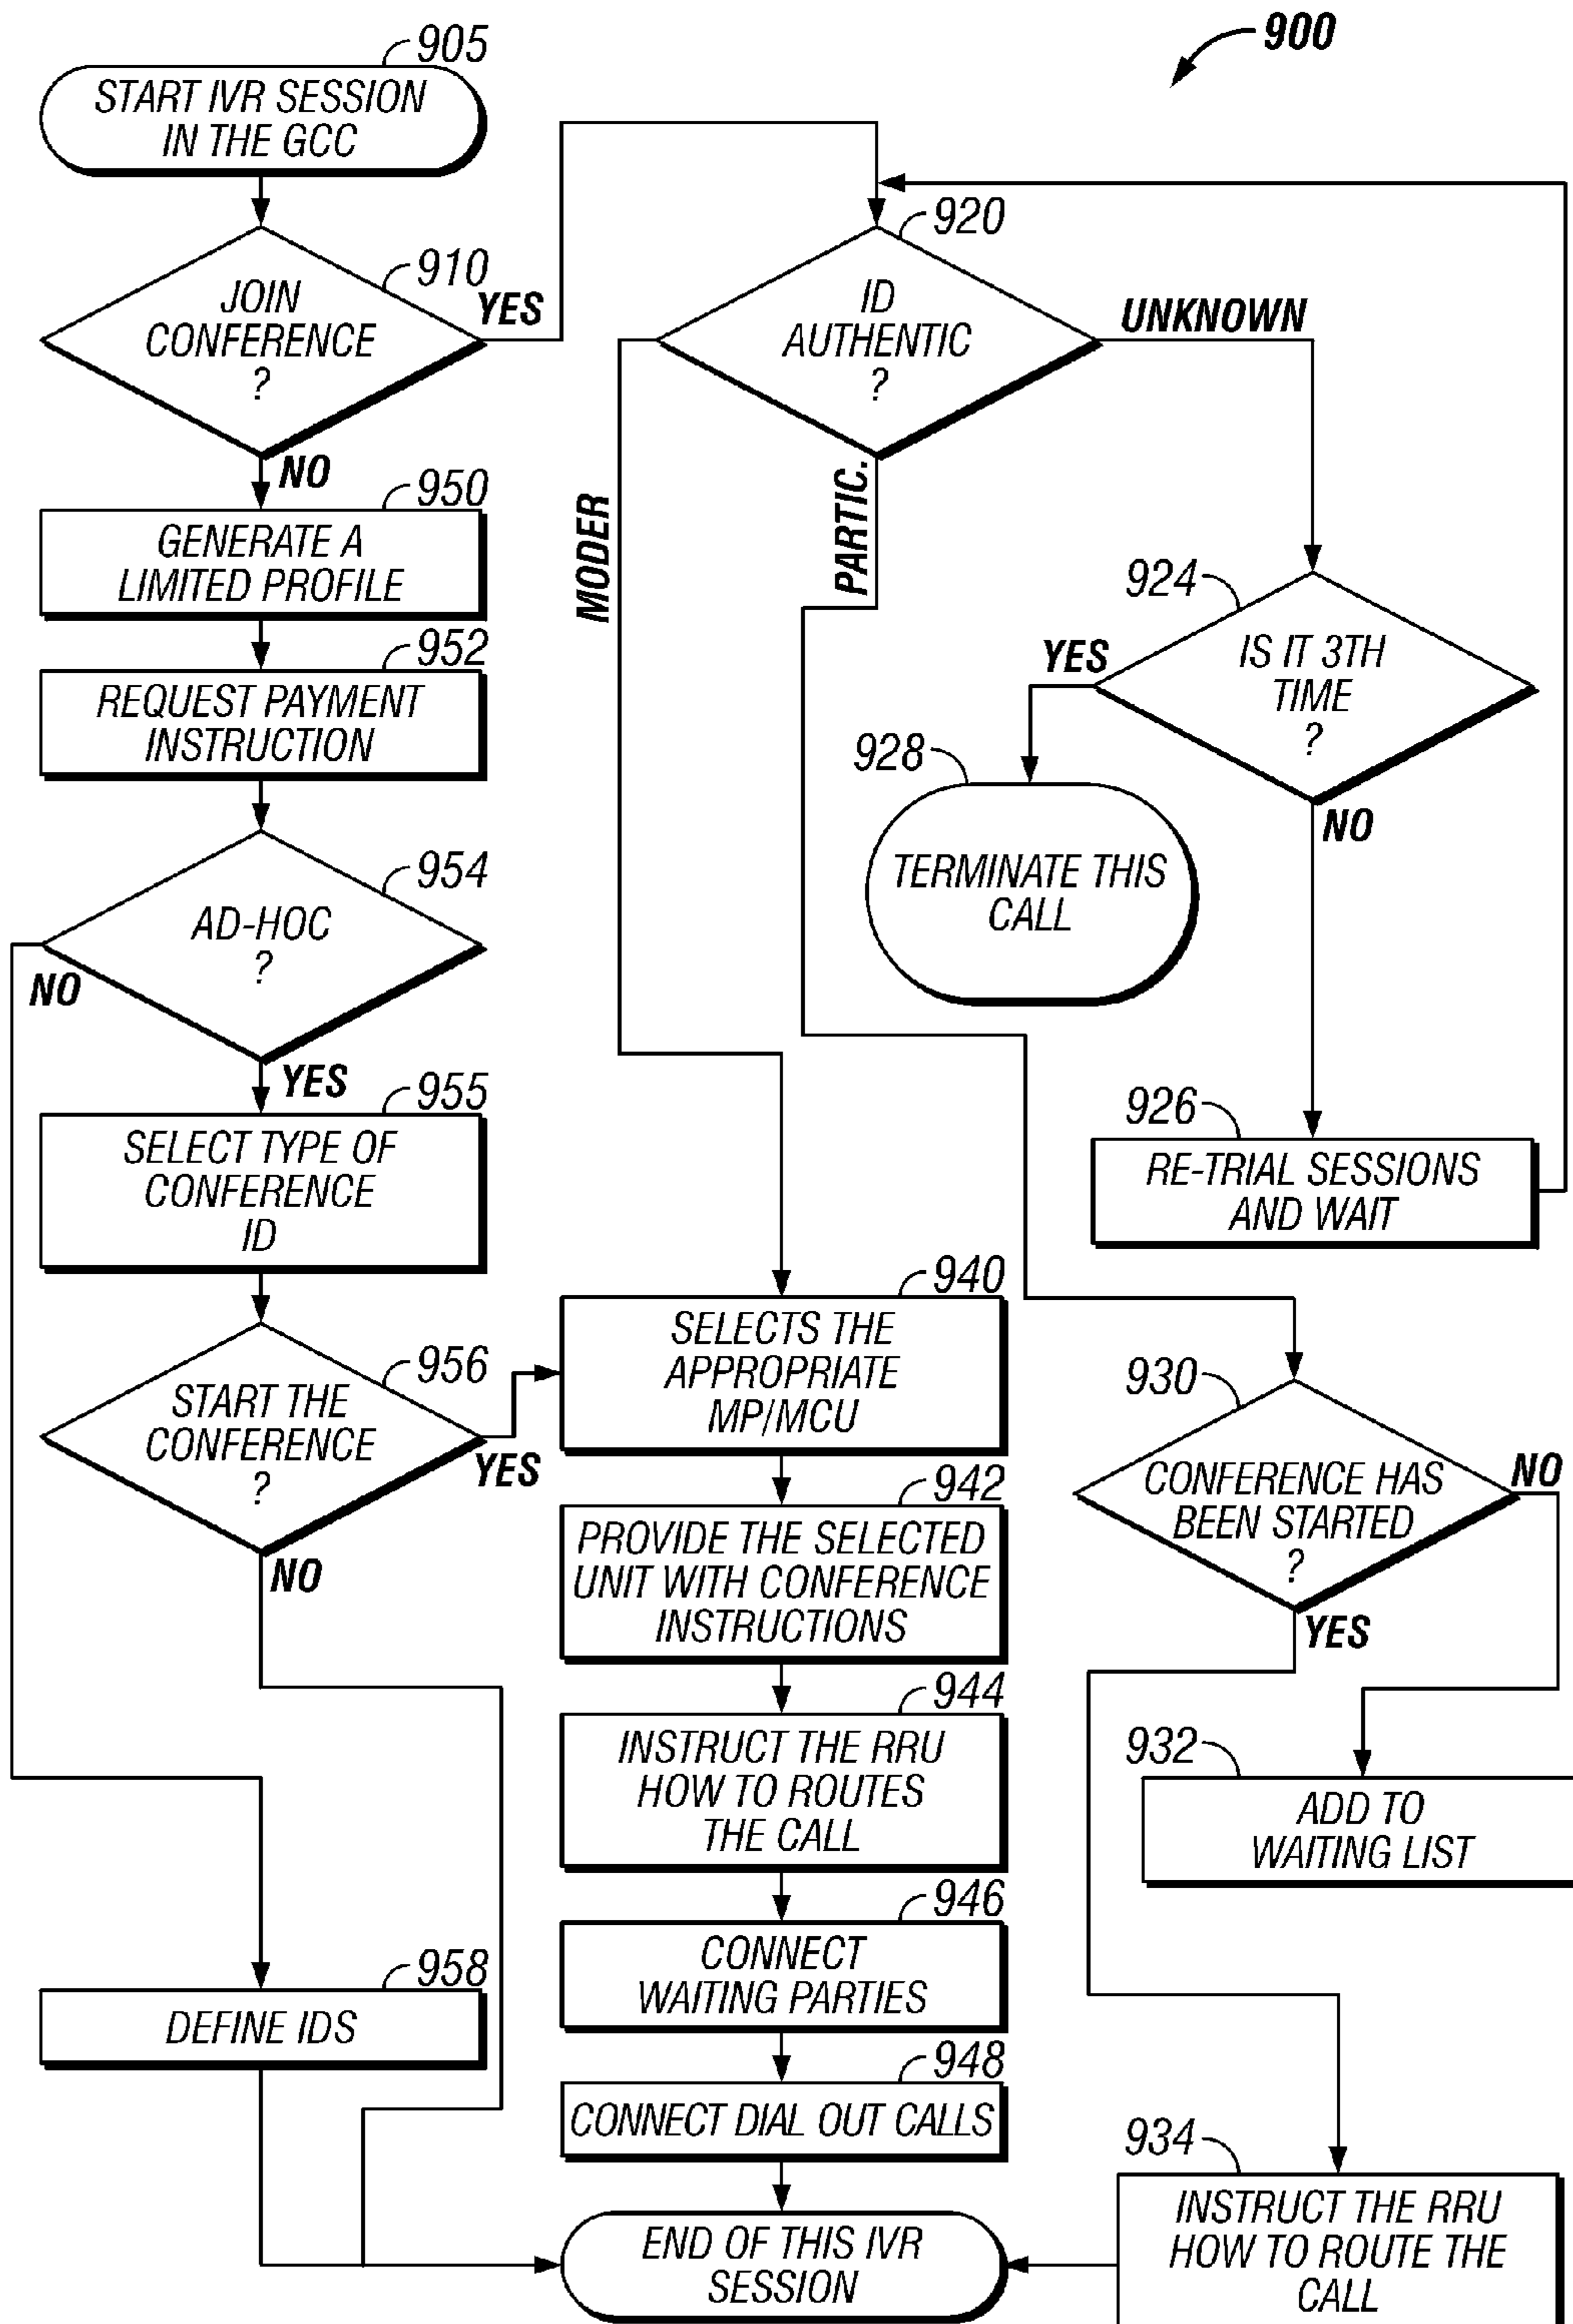 900
905
START IVR SESSION
IN THE GCC
910
JOIN
CONFERENCE
?
YES
NO
920
ID
AUTHENTIC
?
UNKNOWN
MODER
PARTIC.
950
GENERATE A
LIMITED PROFILE
952
REQUEST PAYMENT
INSTRUCTION
924
IS IT 3TH
TIME
?
YES
NO
928
TERMINATE THIS
CALL
954
AD-HOC
?
NO
YES
955
SELECT TYPE OF
CONFERENCE
ID
926
RE-TRIAL SESSIONS
AND WAIT
956
START THE
CONFERENCE
?
YES
NO
940
SELECTS THE
APPROPRIATE
MP/MCU
942
PROVIDE THE SELECTED
UNIT WITH CONFERENCE
INSTRUCTIONS
944
INSTRUCT THE RRU
HOW TO ROUTES
THE CALL
946
CONNECT
WAITING PARTIES
948
CONNECT DIAL OUT CALLS
930
CONFERENCE HAS
BEEN STARTED
?
NO
YES
932
ADD TO
WAITING LIST
958
DEFINE IDS
934
INSTRUCT THE RRU
HOW TO ROUTE THE
CALL
END OF THIS IVR
SESSION